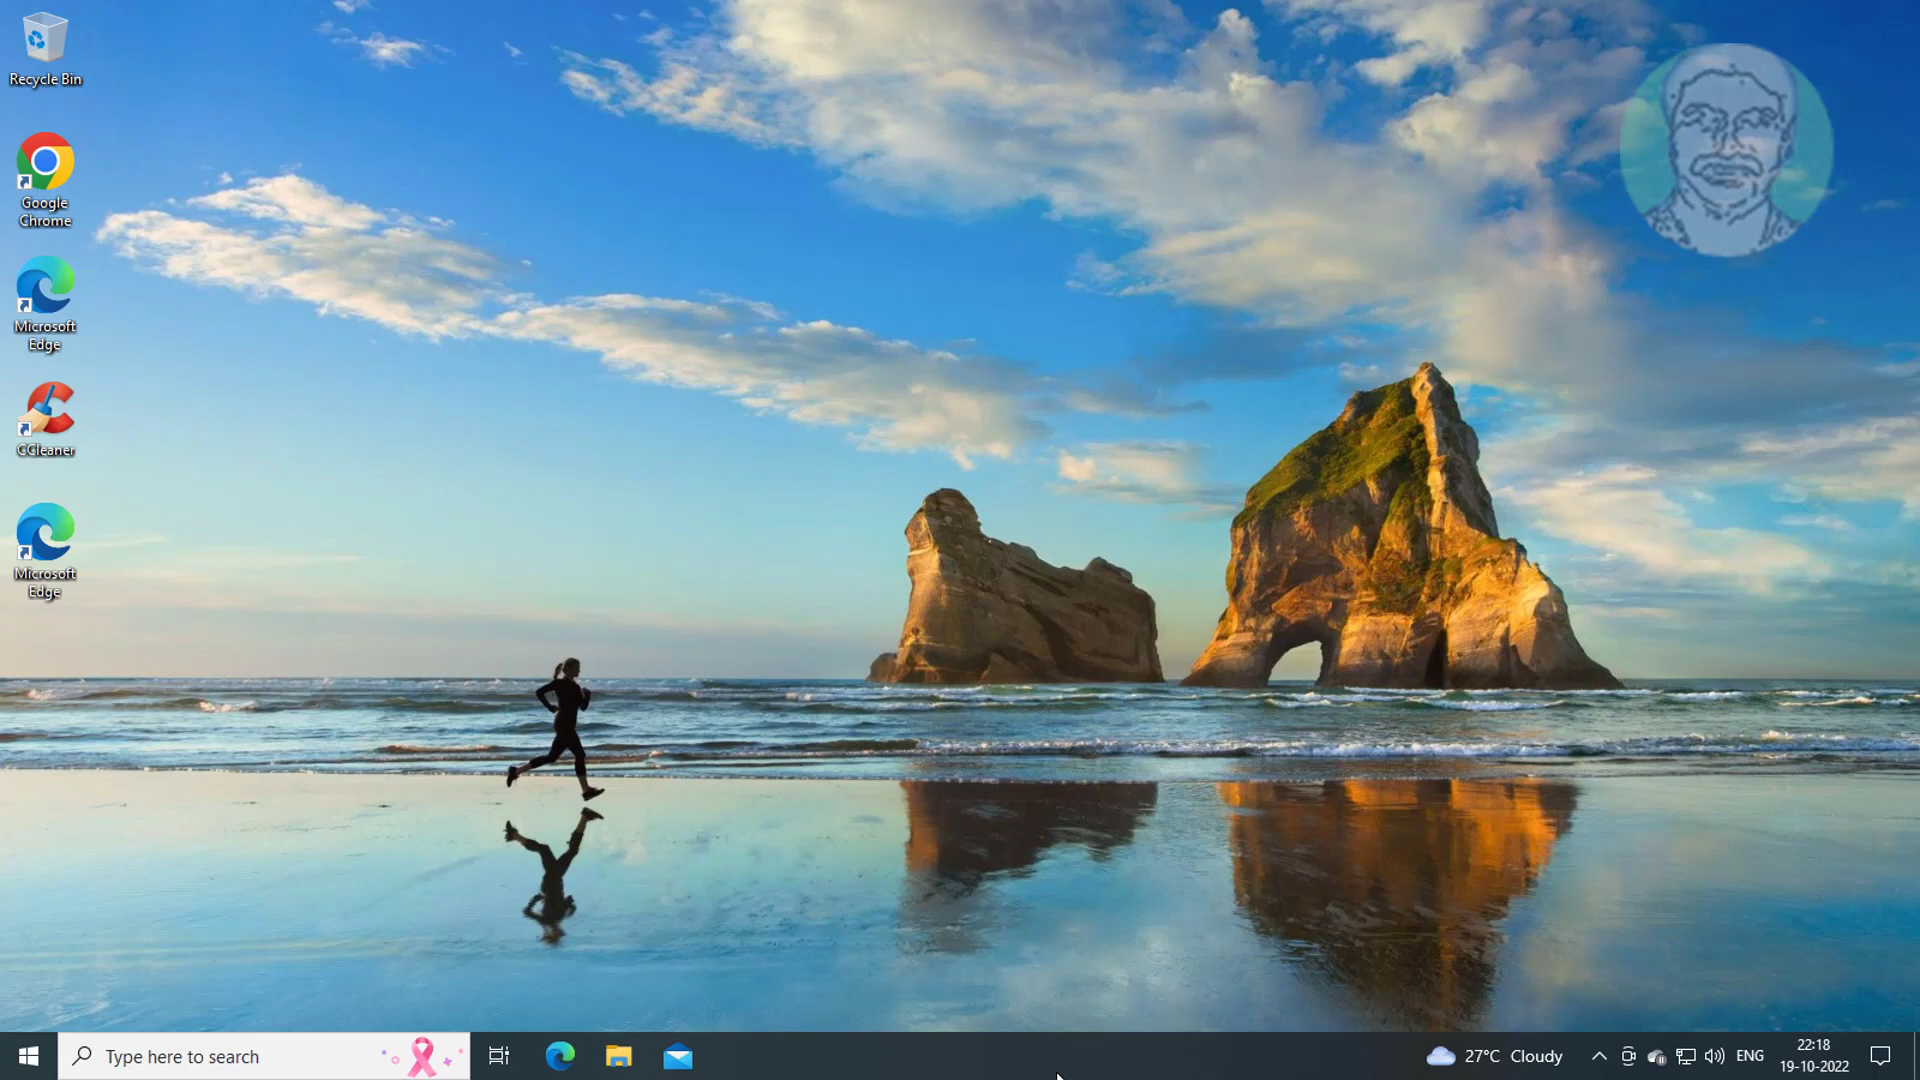 Recycle Bin
Google
Chrome
Microsoft
Edge
CCleaner
Microsoft
Edge
Type here to search
27°C Cloudy
ENG
22:18
19-10-2022